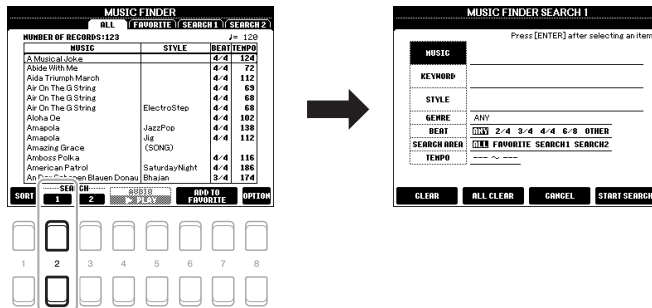 MUSIC FINDER
ALL FAVORITE SEARCH 1 SEARCH 2
NUMBER OF RECORDS:123 ♩= 120
MUSIC STYLE BEAT TEMPO
A Musical Joke 4/4 124
Abide With Me 4/4 72
Aida Triumph March 4/4 112
Air On The G String 4/4 69
Air On The G String 4/4 68
Air On The G String ElectroStep 4/4 68
Aloha Oe 4/4 102
Amapola JazzPop 4/4 138
Amapola Jig 4/4 112
Amazing Grace (SONG)
Amboss Polka 4/4 116
American Patrol SaturdayNight 4/4 186
An Der Schonen Blauen Donau Bhajan 3/4 174
SORT
SEARCH
1 2
AUDIO
▶ PLAY
ADD TO
FAVORITE
OPTION
1 2 3 4 5 6 7 8
MUSIC FINDER SEARCH 1
Press [ENTER] after selecting an item
MUSIC
KEYWORD
STYLE
GENRE ANY
BEAT ANY 2/4 3/4 4/4 6/8 OTHER
SEARCH AREA ALL FAVORITE SEARCH1 SEARCH2
TEMPO --- ~ ---
CLEAR ALL CLEAR CANCEL START SEARCH